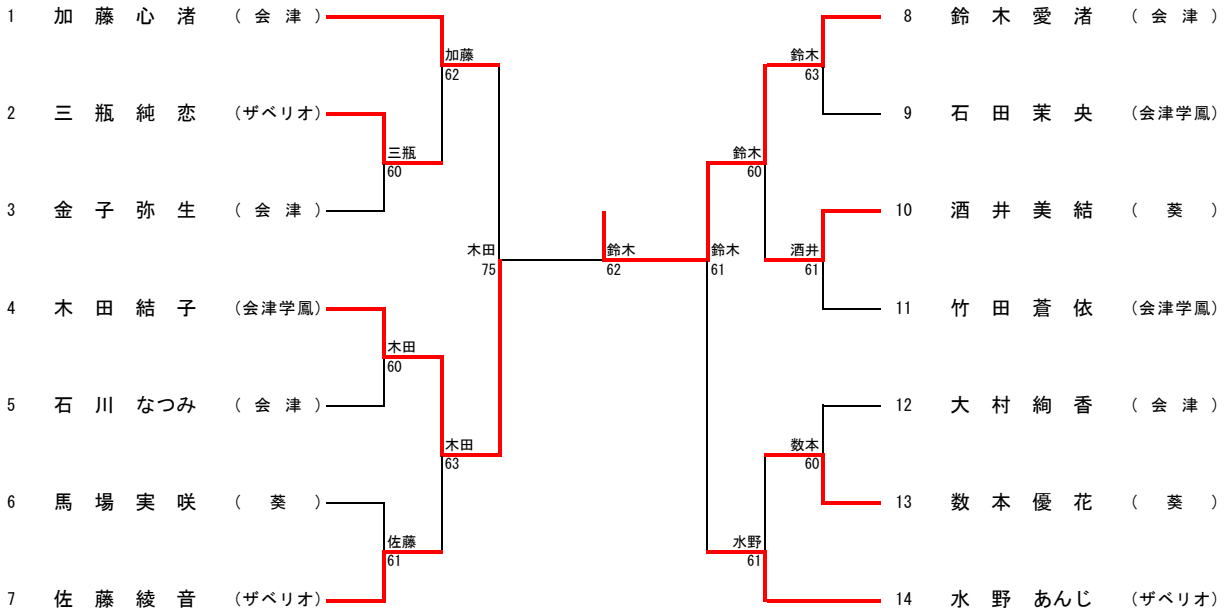 1 加藤心渚 （会津）
8 鈴木愛渚 （会津）
加藤
62
鈴木
63
2 三瓶純恋 （ザベリオ）
9 石田茉央 （会津学鳳）
三瓶
60
鈴木
60
3 金子弥生 （会津）
10 酒井美結 （葵）
木田
75
鈴木
62
鈴木
61
酒井
61
4 木田結子 （会津学鳳）
11 竹田蒼依 （会津学鳳）
木田
60
5 石川なつみ （会津）
12 大村絢香 （会津）
木田
63
数本
60
6 馬場実咲 （葵）
13 数本優花 （葵）
佐藤
61
水野
61
7 佐藤綾音 （ザベリオ）
14 水野あんじ （ザベリオ）